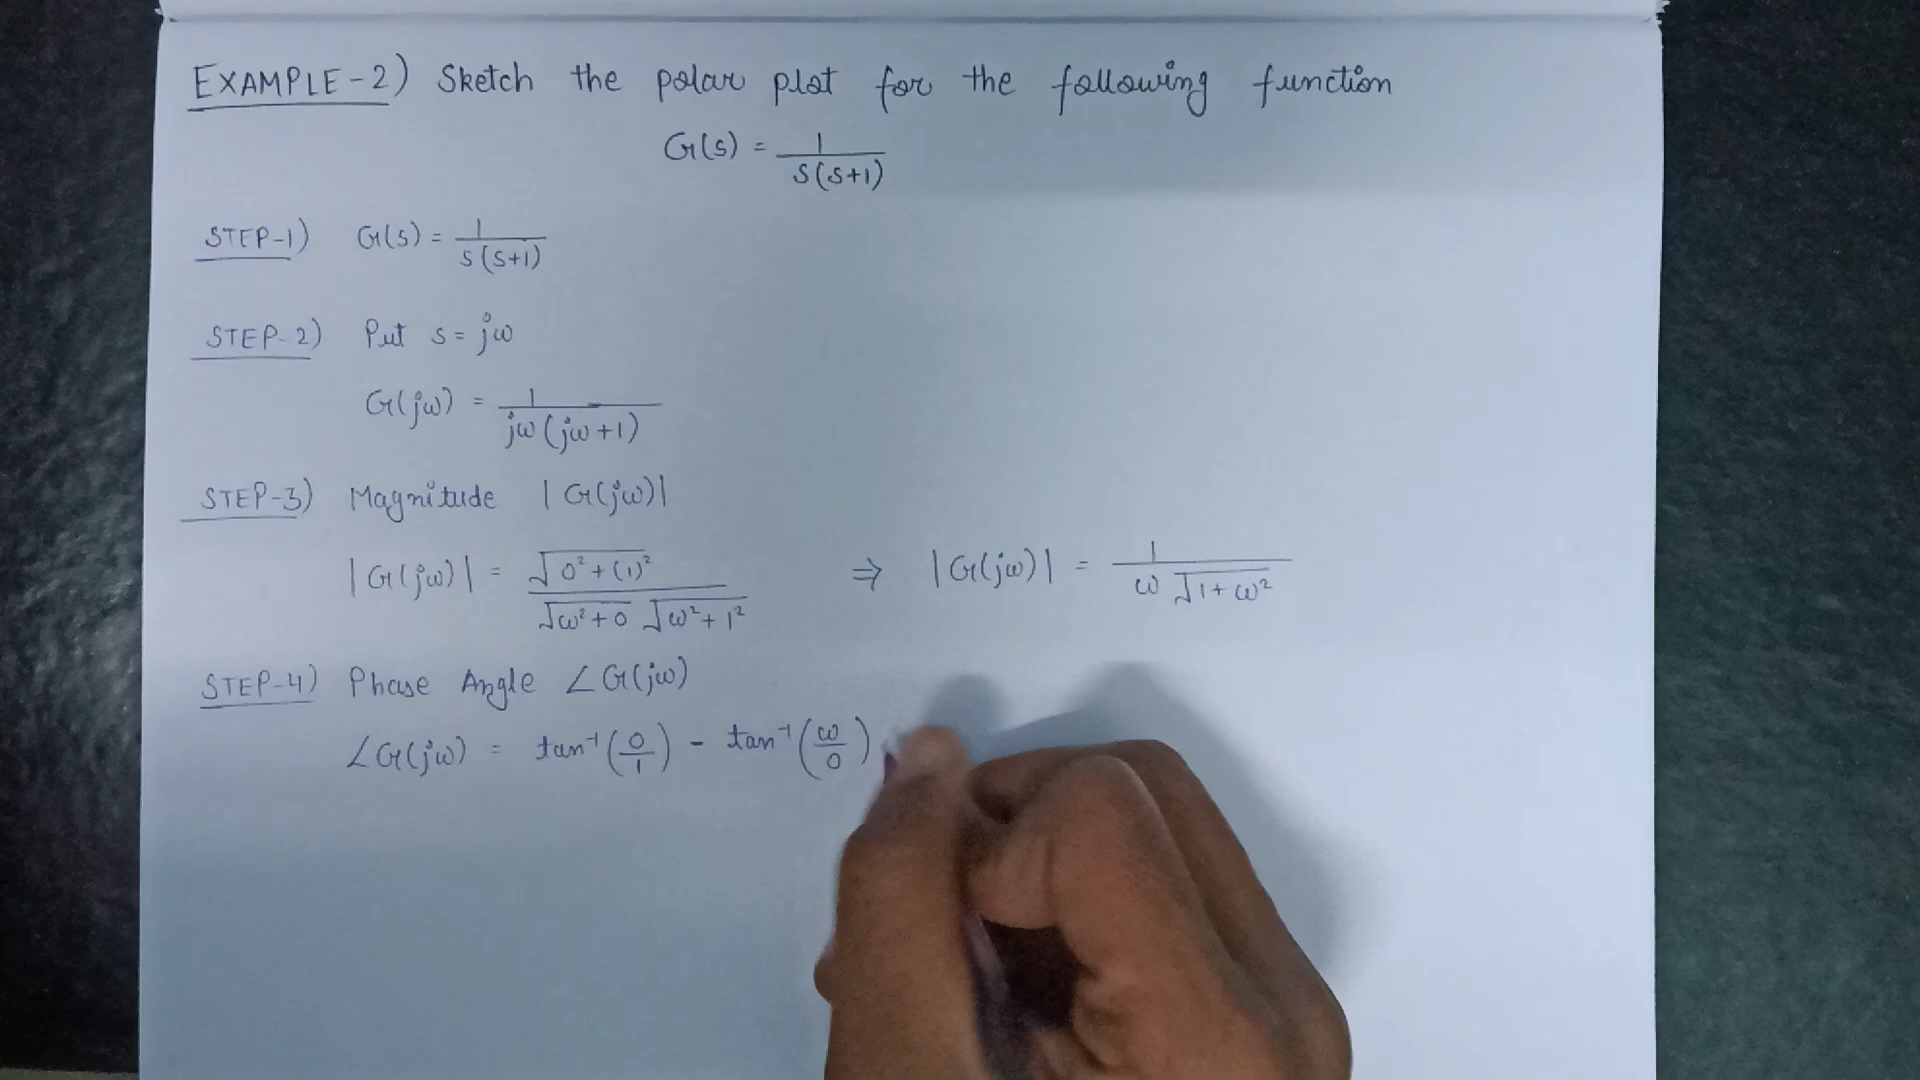 EXAMPLE-2) Sketch the polar plot for the following function
G(s) = 1 / s(s+1)
STEP-1) G(s) = 1 / s(s+1)
STEP-2) Put s = jω
G(jω) = 1 / jω(jω+1)
STEP-3) Magnitude |G(jω)|
|G(jω)| = √0²+(1)² / √ω²+0 √ω²+1² ⇒ |G(jω)| = 1 / ω√1+ω²
STEP-4) Phase Angle ∠G(jω)
∠G(jω) = tan⁻¹(0/1) - tan⁻¹(ω/0)